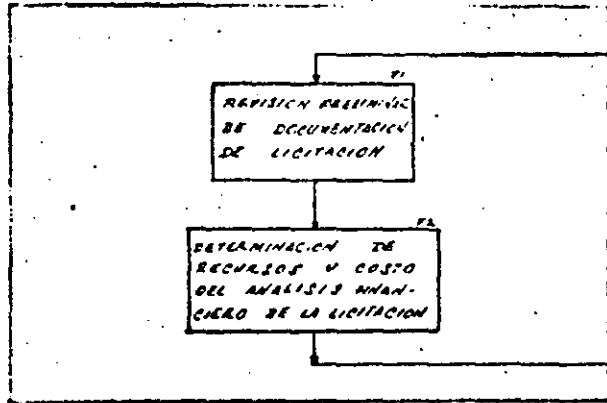 F1
REVISION PRELIMINAR
DE DOCUMENTACION
DE LICITACION
F2
DETERMINACION DE
RECURSOS Y COSTO
DEL ANALISIS FINAN-
CIERO DE LA LICITACION